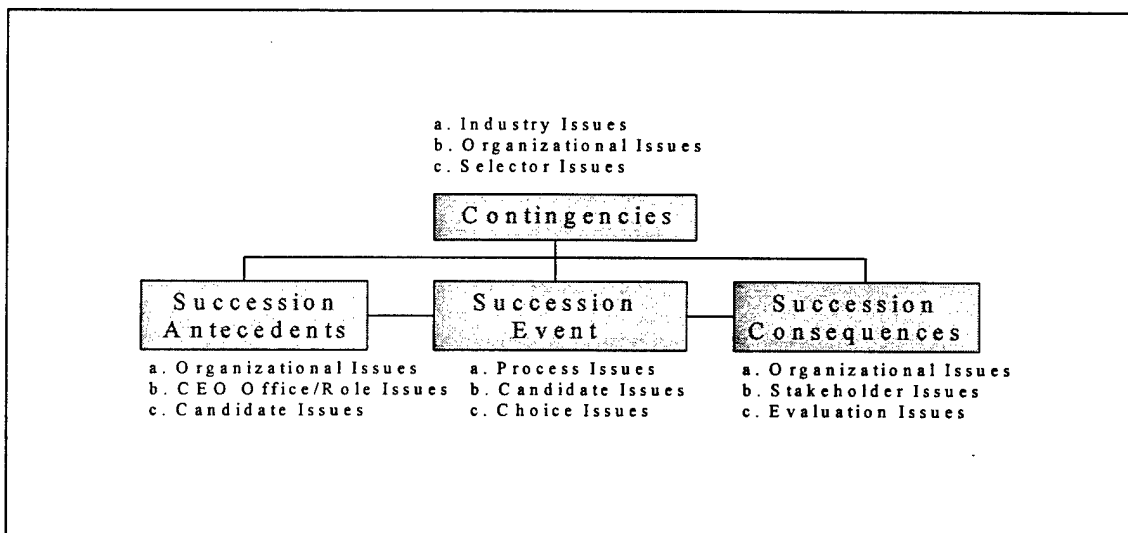 a. Industry Issues
b. Organizational Issues
c. Selector Issues
Contingencies
Succession
Antecedents
a. Organizational Issues
b. CEO Office/Role Issues
c. Candidate Issues
Succession
Event
a. Process Issues
b. Candidate Issues
c. Choice Issues
Succession
Consequences
a. Organizational Issues
b. Stakeholder Issues
c. Evaluation Issues